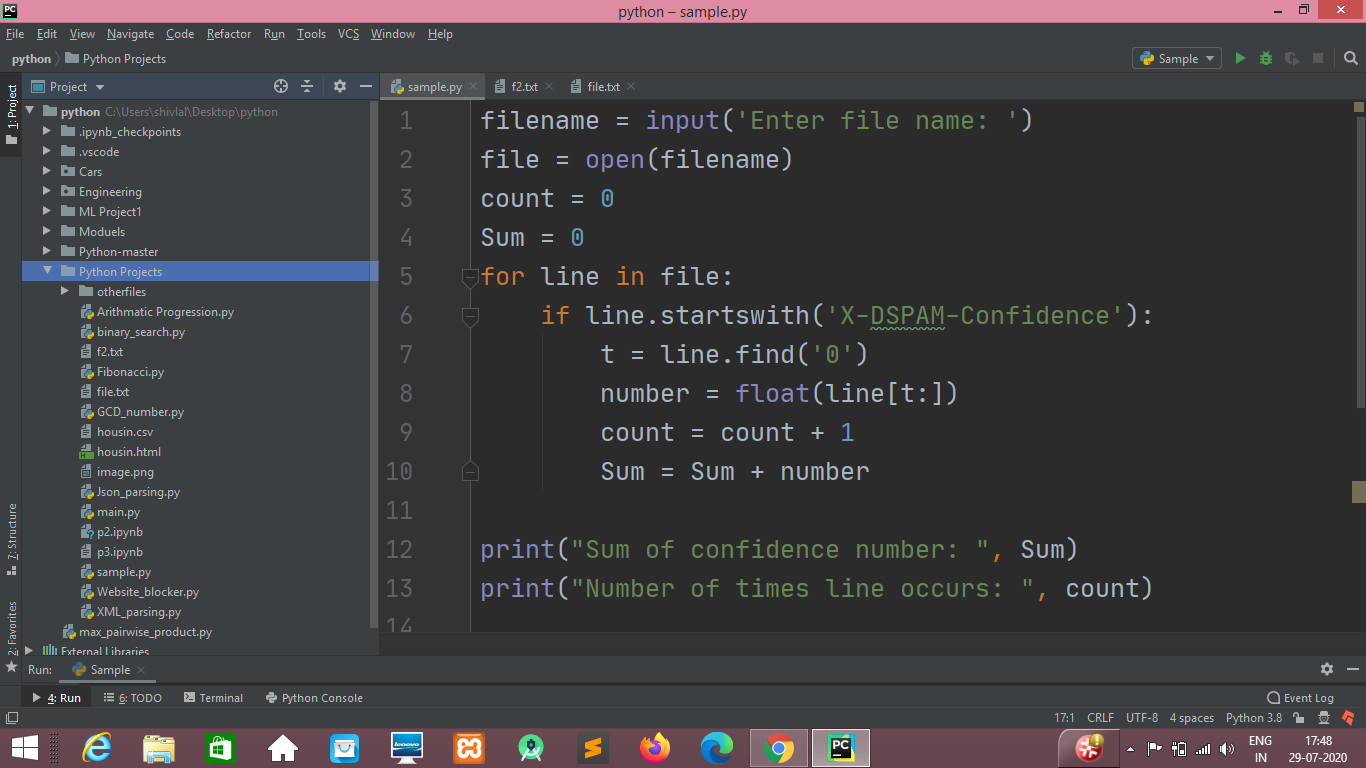 PC
python – sample.py
File Edit View Navigate Code Refactor Run Tools VCS Window Help
python Python Projects
Sample
1: Project
Project
sample.py f2.txt file.txt
python C:\Users\shivlal\Desktop\python
.ipynb_checkpoints
.vscode
Cars
Engineering
ML Project1
Moduels
Python-master
Python Projects
otherfiles
Arithmatic Progression.py
binary_search.py
f2.txt
Fibonacci.py
file.txt
GCD_number.py
housin.csv
housin.html
image.png
Json_parsing.py
main.py
p2.ipynb
p3.ipynb
sample.py
Website_blocker.py
XML_parsing.py
max_pairwise_product.py
External Libraries
7: Structure
2: Favorites
1 filename = input('Enter file name: ')
2 file = open(filename)
3 count = 0
4 Sum = 0
5 for line in file:
6 if line.startswith('X-DSPAM-Confidence'):
7 t = line.find('0')
8 number = float(line[t:])
9 count = count + 1
10 Sum = Sum + number
11
12 print("Sum of confidence number: ", Sum)
13 print("Number of times line occurs: ", count)
14
Run: Sample
4: Run 6: TODO Terminal Python Console Event Log
17:1 CRLF UTF-8 4 spaces Python 3.8
lenovo
PC
ENG
IN
17:48
29-07-2020